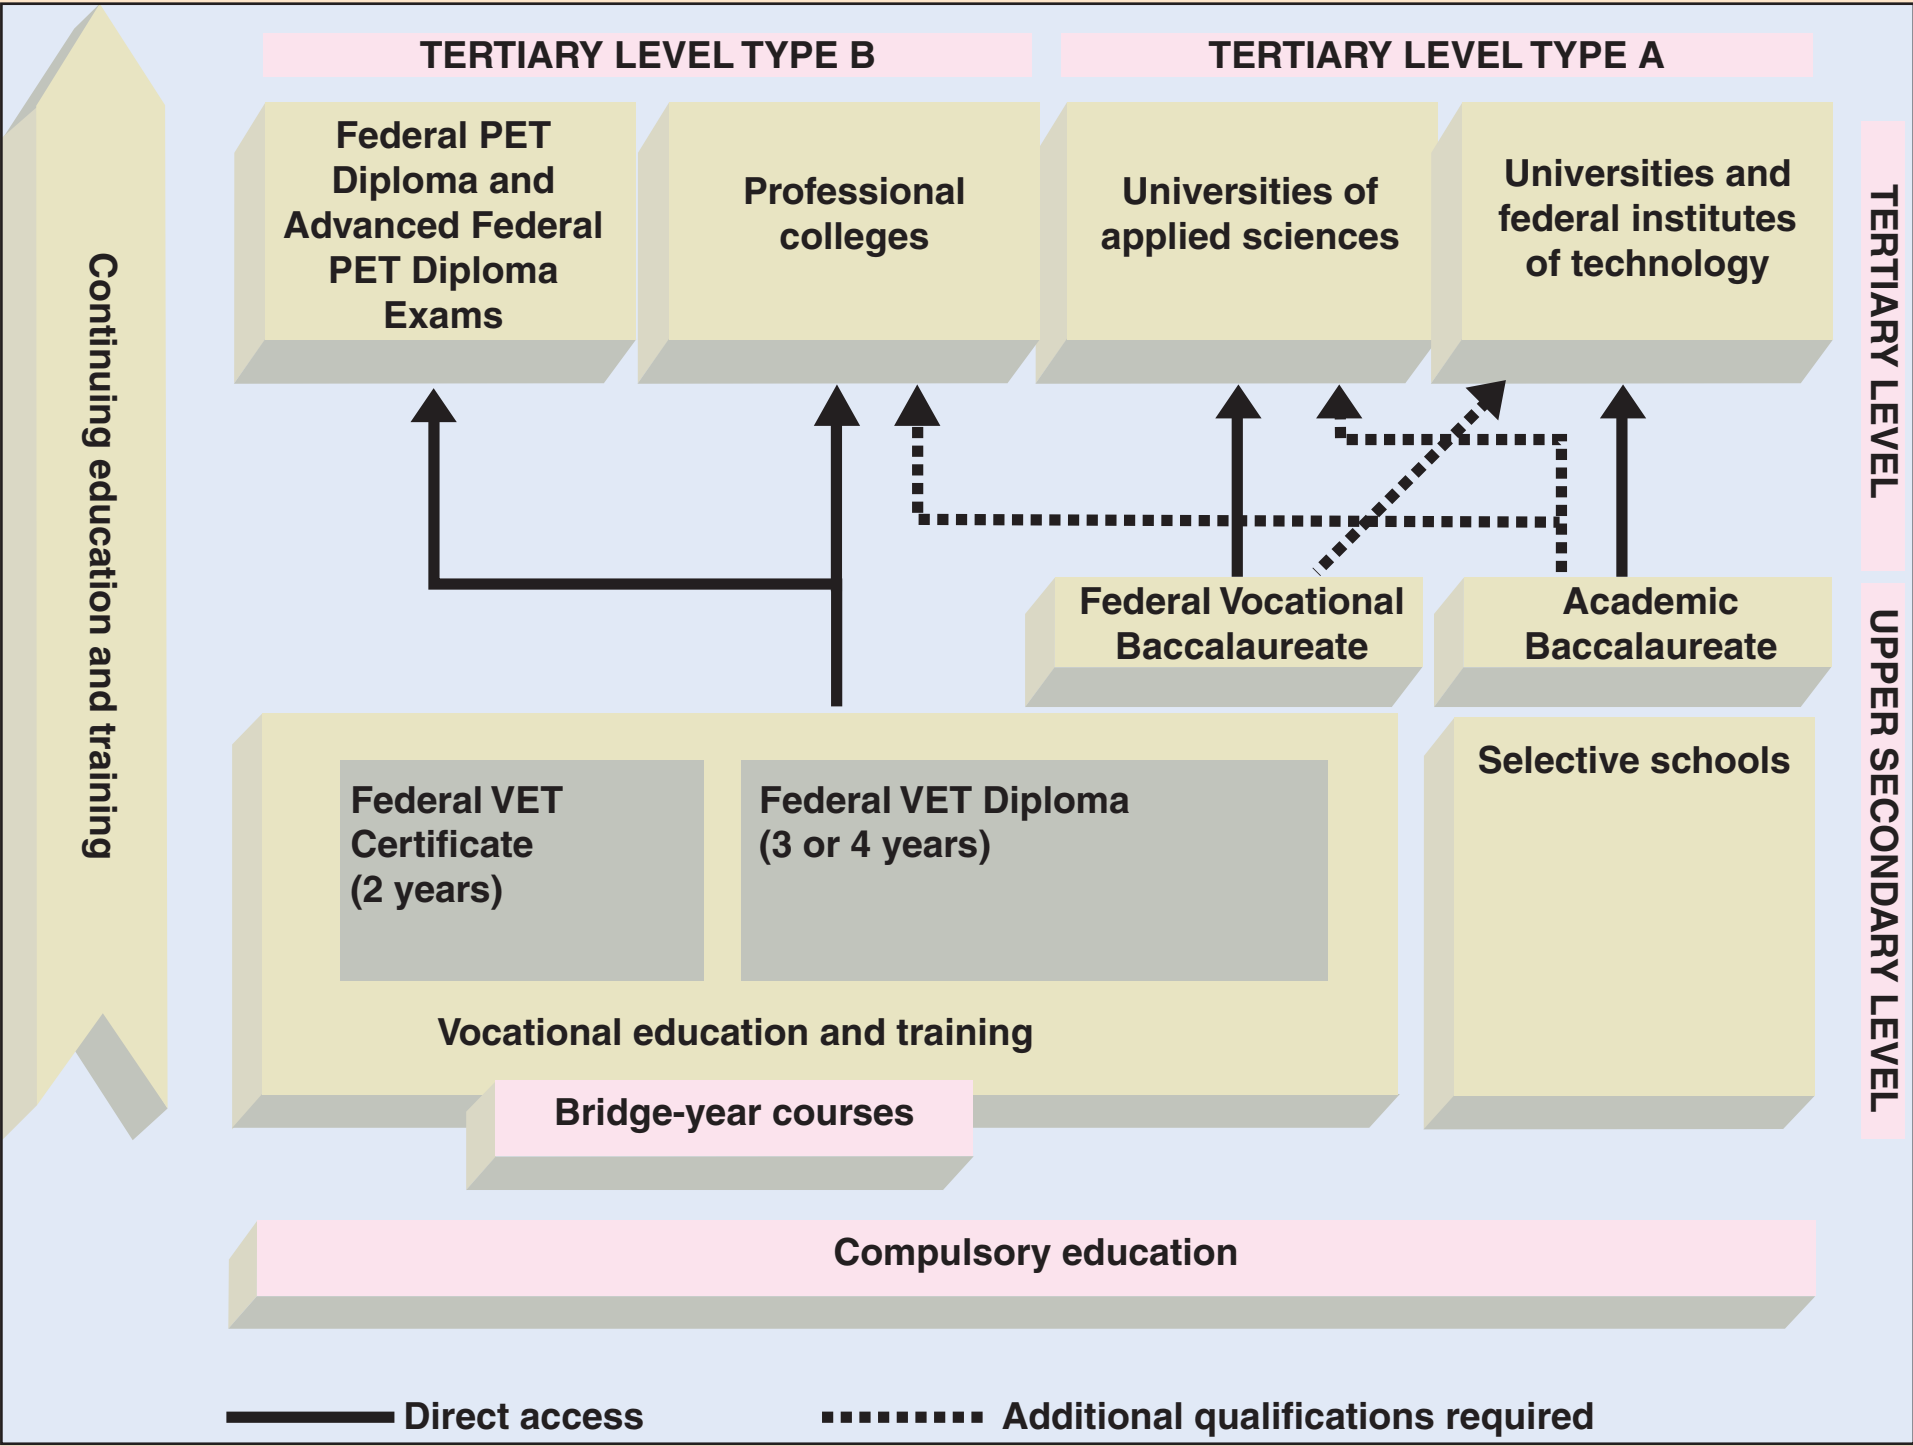 TERTIARY LEVEL TYPE B
TERTIARY LEVEL TYPE A
Federal PET
Diploma and
Advanced Federal
PET Diploma
Exams
Professional
colleges
Universities of
applied sciences
Universities and
federal institutes
of technology
TERTIARY LEVEL
Continuing education and training
Federal Vocational
Baccalaureate
Academic
Baccalaureate
UPPER SECONDARY LEVEL
Federal VET
Certificate
(2 years)
Federal VET Diploma
(3 or 4 years)
Selective schools
Vocational education and training
Bridge-year courses
Compulsory education
Direct access
Additional qualifications required